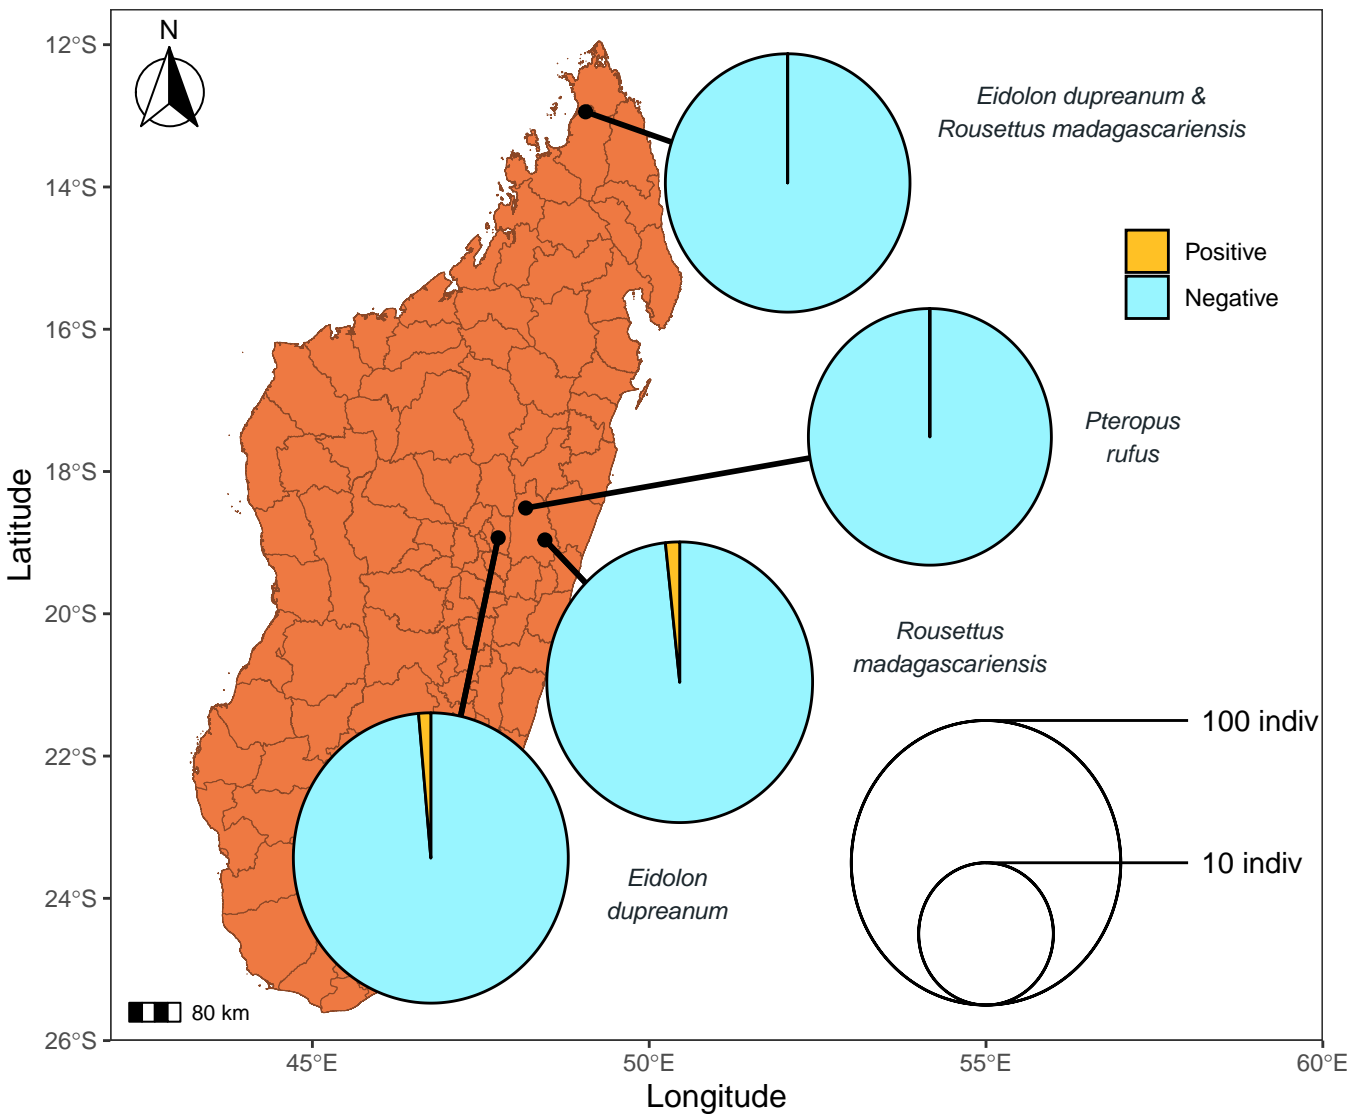 N
12°S
14°S
16°S
18°S
20°S
22°S
24°S
26°S
Latitude
Eidolon dupreanum &
Rousettus madagascariensis
Positive
Negative
Pteropus
rufus
Rousettus
madagascariensis
100 indiv
10 indiv
Eidolon
dupreanum
80 km
45°E
50°E
55°E
60°E
Longitude